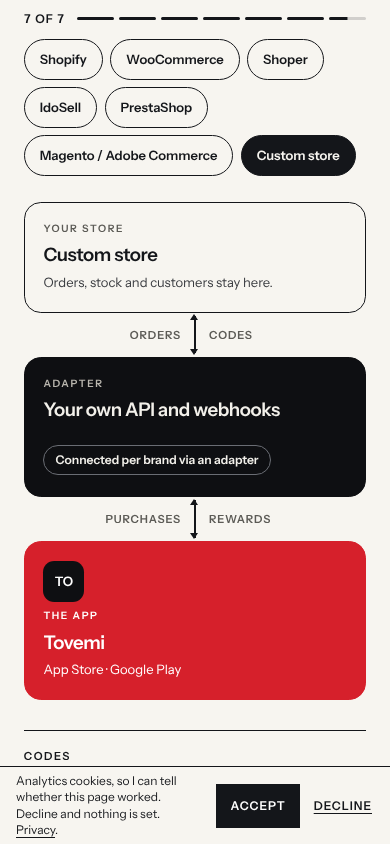 7 OF 7
Shopify
WooCommerce
Shoper
IdoSell
PrestaShop
Magento / Adobe Commerce
Custom store
YOUR STORE
Custom store
Orders, stock and customers stay here.
ORDERS
CODES
ADAPTER
Your own API and webhooks
Connected per brand via an adapter
PURCHASES
REWARDS
TO
THE APP
Tovemi
App Store · Google Play
CODES
Analytics cookies, so I can tell
whether this page worked.
Decline and nothing is set.
Privacy.
ACCEPT
DECLINE